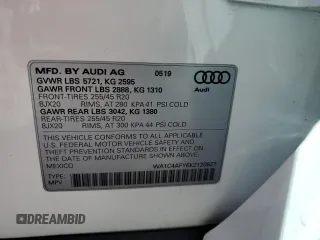 MFD. BY AUDI AG 0519
Audi
GVWR LBS 5721, KG 2595
GAWR FRONT LBS 2888, KG 1310
FRONT-TIRES 255/45 R20
8JX20 RIMS, AT 280 KPA 41 PSI COLD
GAWR REAR LBS 3042, KG 1380
REAR-TIRES 255/45 R20
8JX20 RIMS, AT 300 KPA 44 PSI COLD
THIS VEHICLE CONFORMS TO ALL APPLICABLE
U.S. FEDERAL MOTOR VEHICLE SAFETY AND
THEFT PREVENTION STANDARDS IN EFFECT
ON THE DATE OF MANUFACTURE SHOWN ABOVE.
MEXICO
TYPE:
MPV
DREAMBID